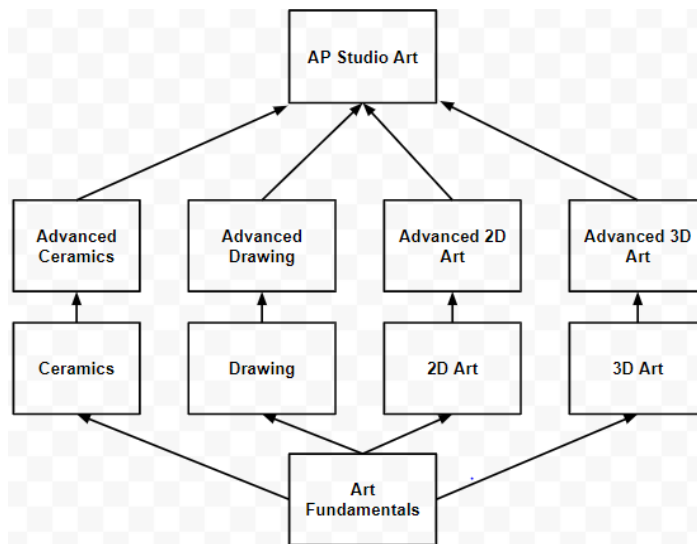 AP Studio Art
Advanced
Ceramics
Advanced
Drawing
Advanced 2D
Art
Advanced 3D
Art
Ceramics
Drawing
2D Art
3D Art
Art
Fundamentals